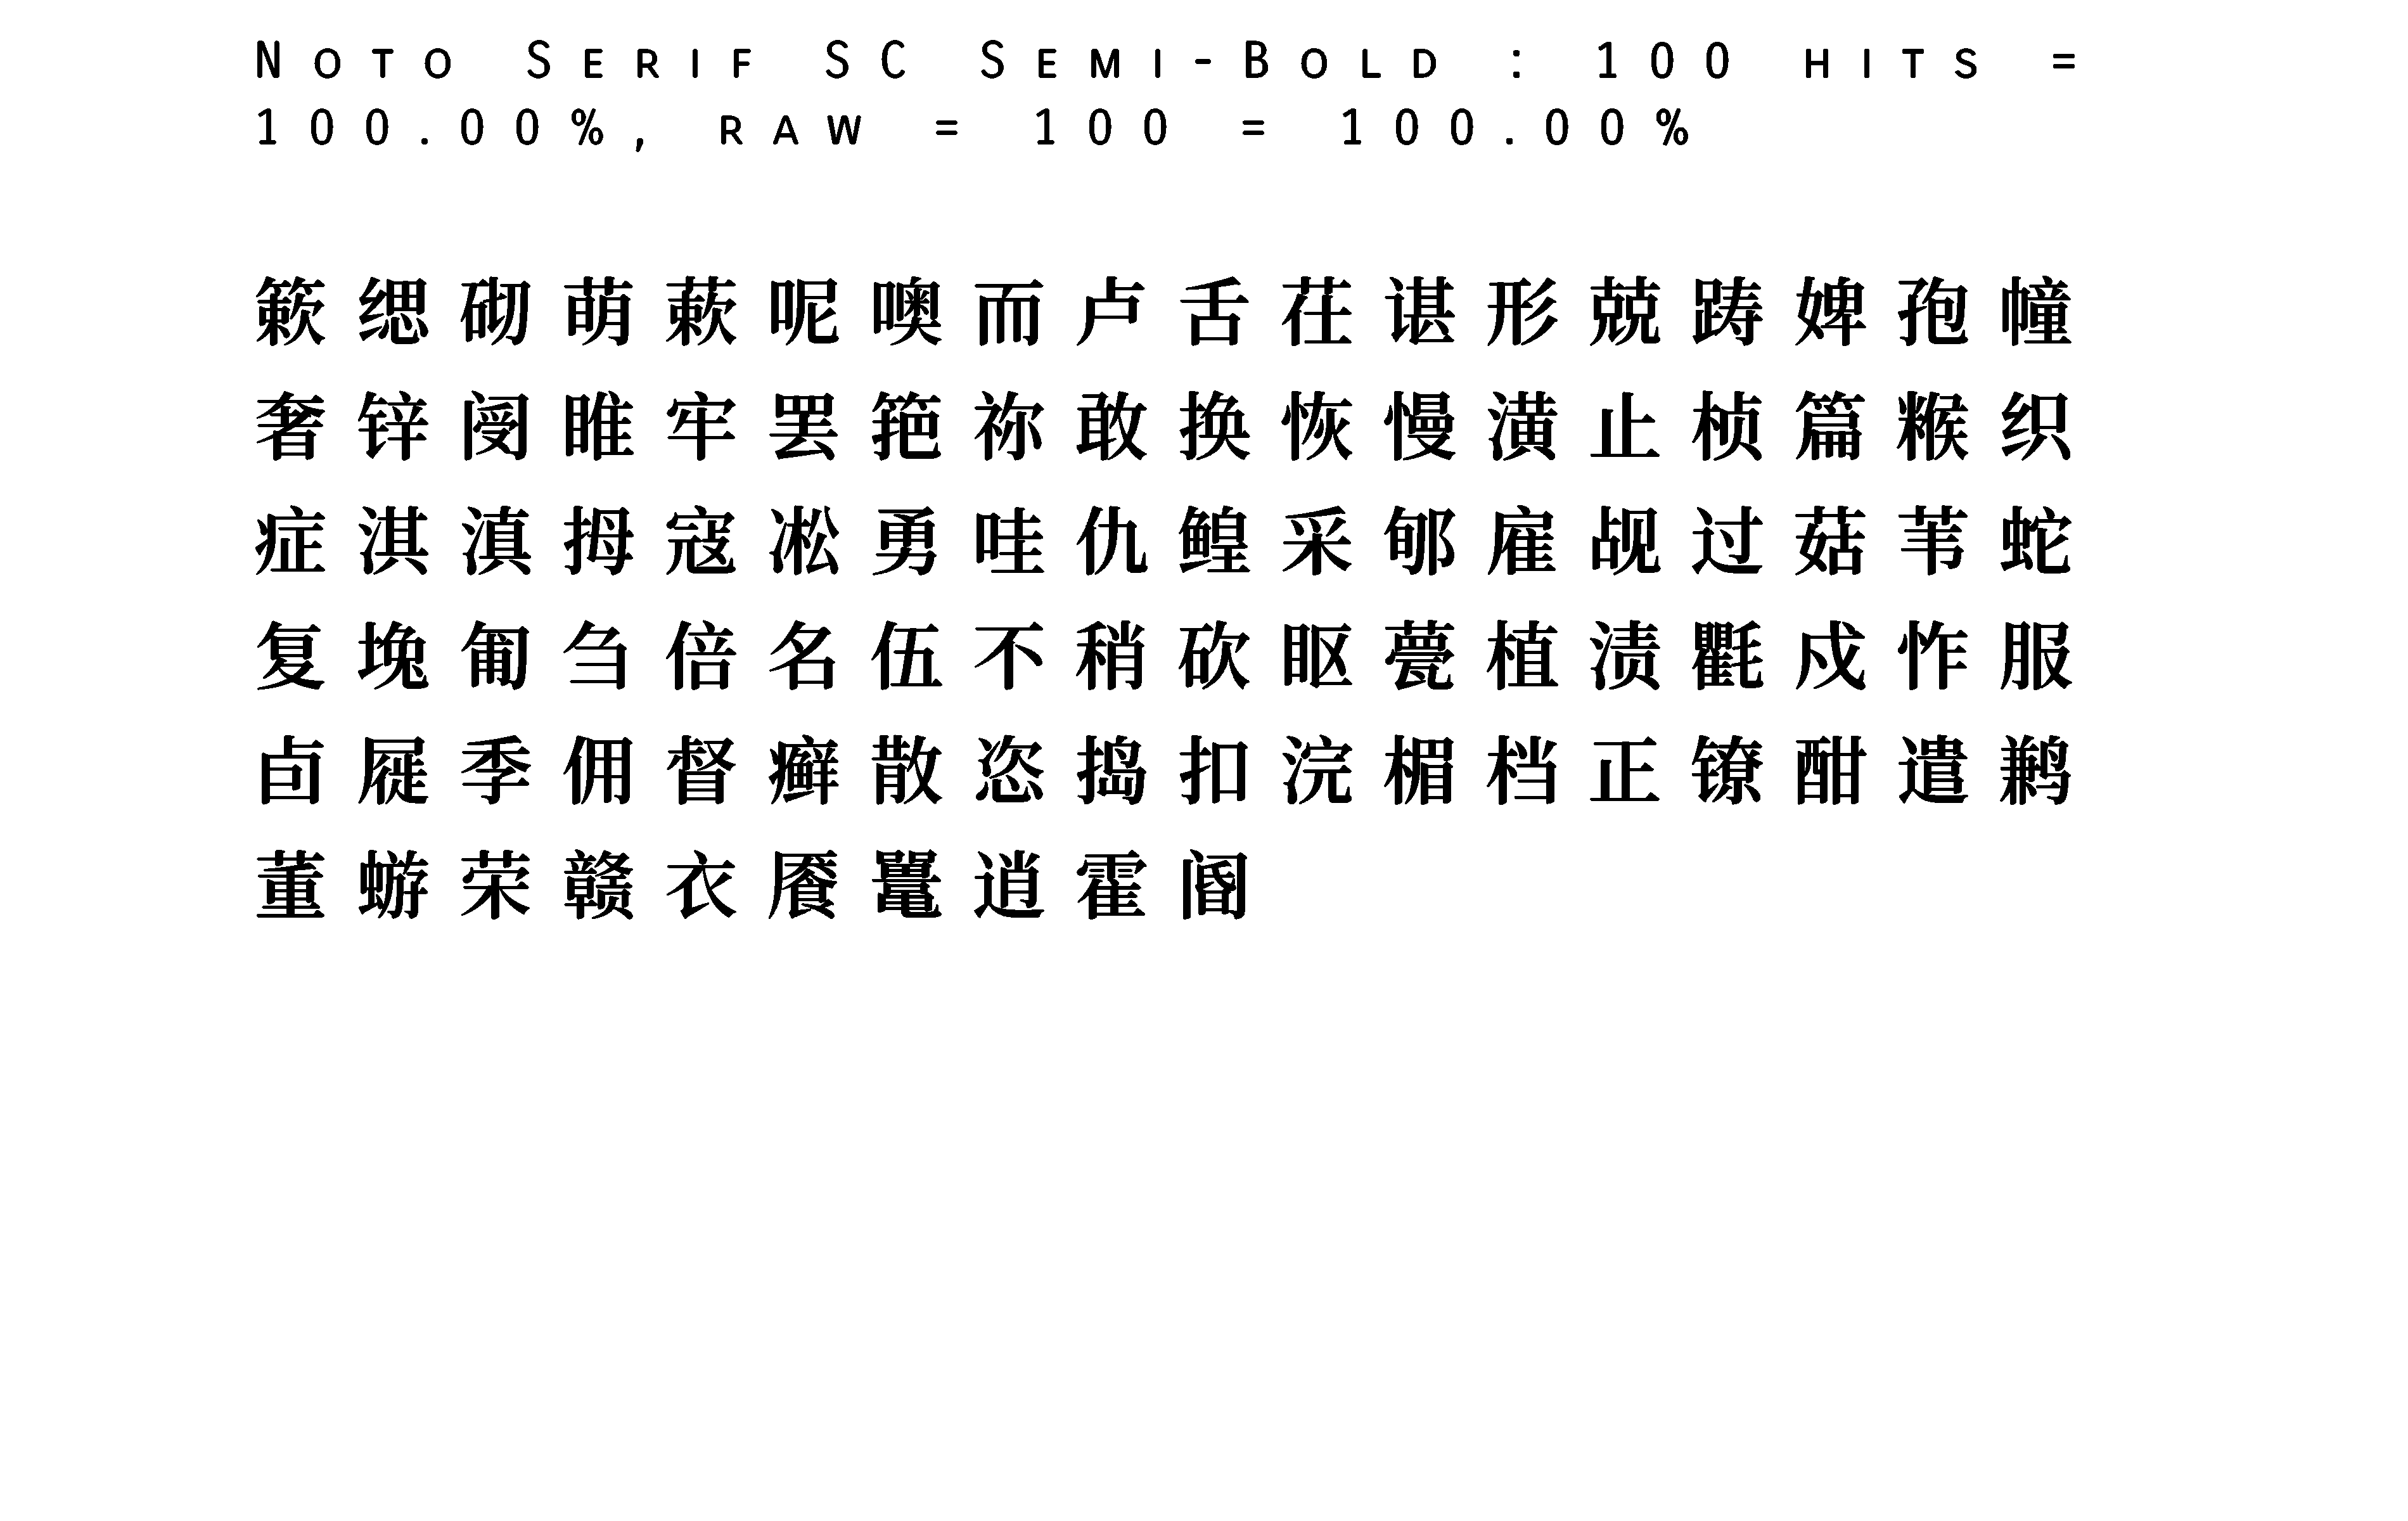 Noto Serif SC Semi-Bold : 100 hits =
100.00%, raw = 100 = 100.00%
簌缌砌萌蔌呢噢而卢舌茌谌形兢踌婢孢幢
奢锌阌睢牢罢筢祢敢换恢慢潢止桢篇糇织
症淇滇拇寇凇勇哇仇鳇采郇雇觇过菇苇蛇
复堍匍刍倍名伍不稍砍眍甍植渍氍戍怍服
卣屣季佣督癣散恣捣扣浣楣档正镣酣遣鹣
董蝣荣赣衣餍鼍逍霍阍